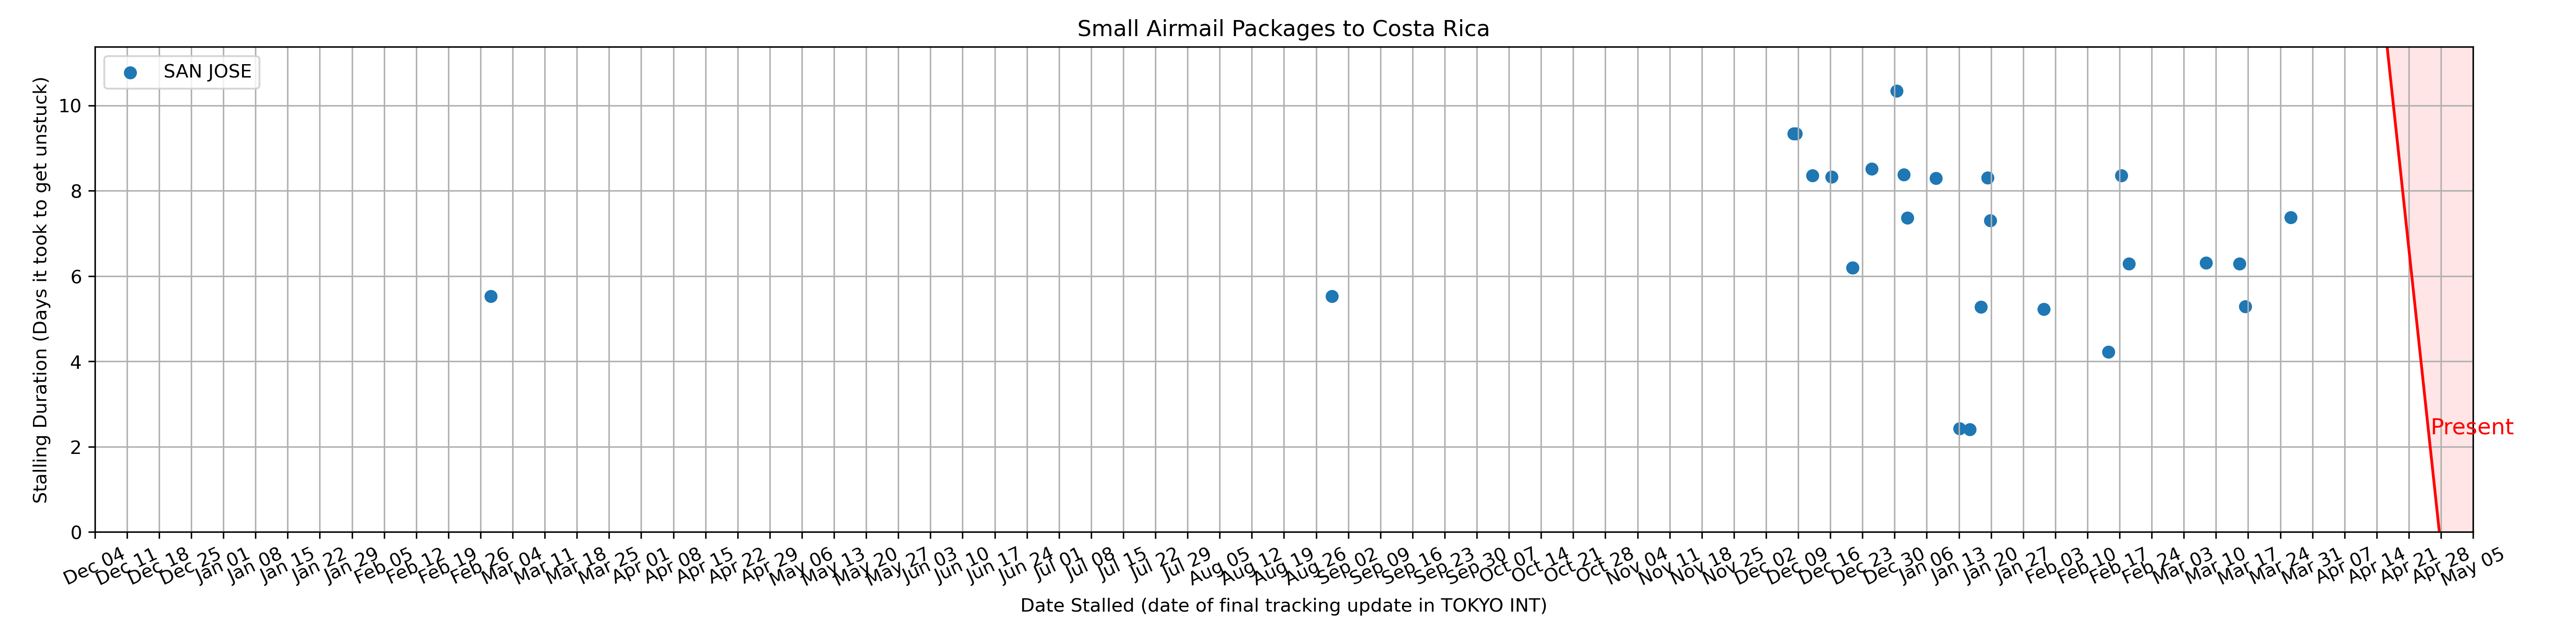 Small Airmail Packages to Costa Rica
SAN JOSE
Stalling Duration (Days it took to get unstuck)
10
8
6
4
2
0
Present
Dec 04
Dec 11
Dec 18
Dec 25
Jan 01
Jan 08
Jan 15
Jan 22
Jan 29
Feb 05
Feb 12
Feb 19
Feb 26
Mar 04
Mar 11
Mar 18
Mar 25
Apr 01
Apr 08
Apr 15
Apr 22
Apr 29
May 06
May 13
May 20
May 27
Jun 03
Jun 10
Jun 17
Jun 24
Jul 01
Jul 08
Jul 15
Jul 22
Jul 29
Aug 05
Aug 12
Aug 19
Aug 26
Sep 02
Sep 09
Sep 16
Sep 23
Sep 30
Oct 07
Oct 14
Oct 21
Oct 28
Nov 04
Nov 11
Nov 18
Nov 25
Dec 02
Dec 09
Dec 16
Dec 23
Dec 30
Jan 06
Jan 13
Jan 20
Jan 27
Feb 03
Feb 10
Feb 17
Feb 24
Mar 03
Mar 10
Mar 17
Mar 24
Mar 31
Apr 07
Apr 14
Apr 21
Apr 28
May 05
Date Stalled (date of final tracking update in TOKYO INT)